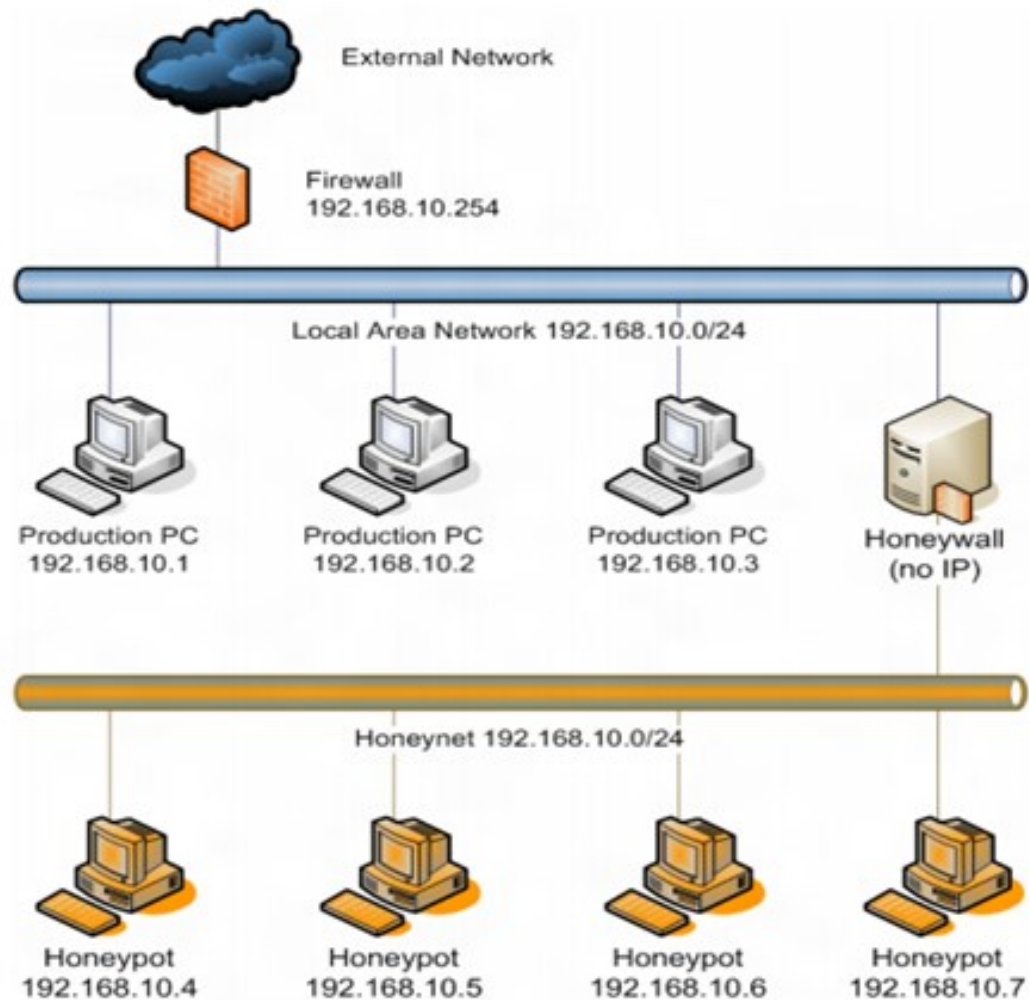 External Network
Firewall
192.168.10.254
Local Area Network 192.168.10.0/24
Production PC
192.168.10.1
Production PC
192.168.10.2
Production PC
192.168.10.3
Honeywall
(no IP)
Honeynet 192.168.10.0/24
Honeypot
192.168.10.4
Honeypot
192.168.10.5
Honeypot
192.168.10.6
Honeypot
192.168.10.7